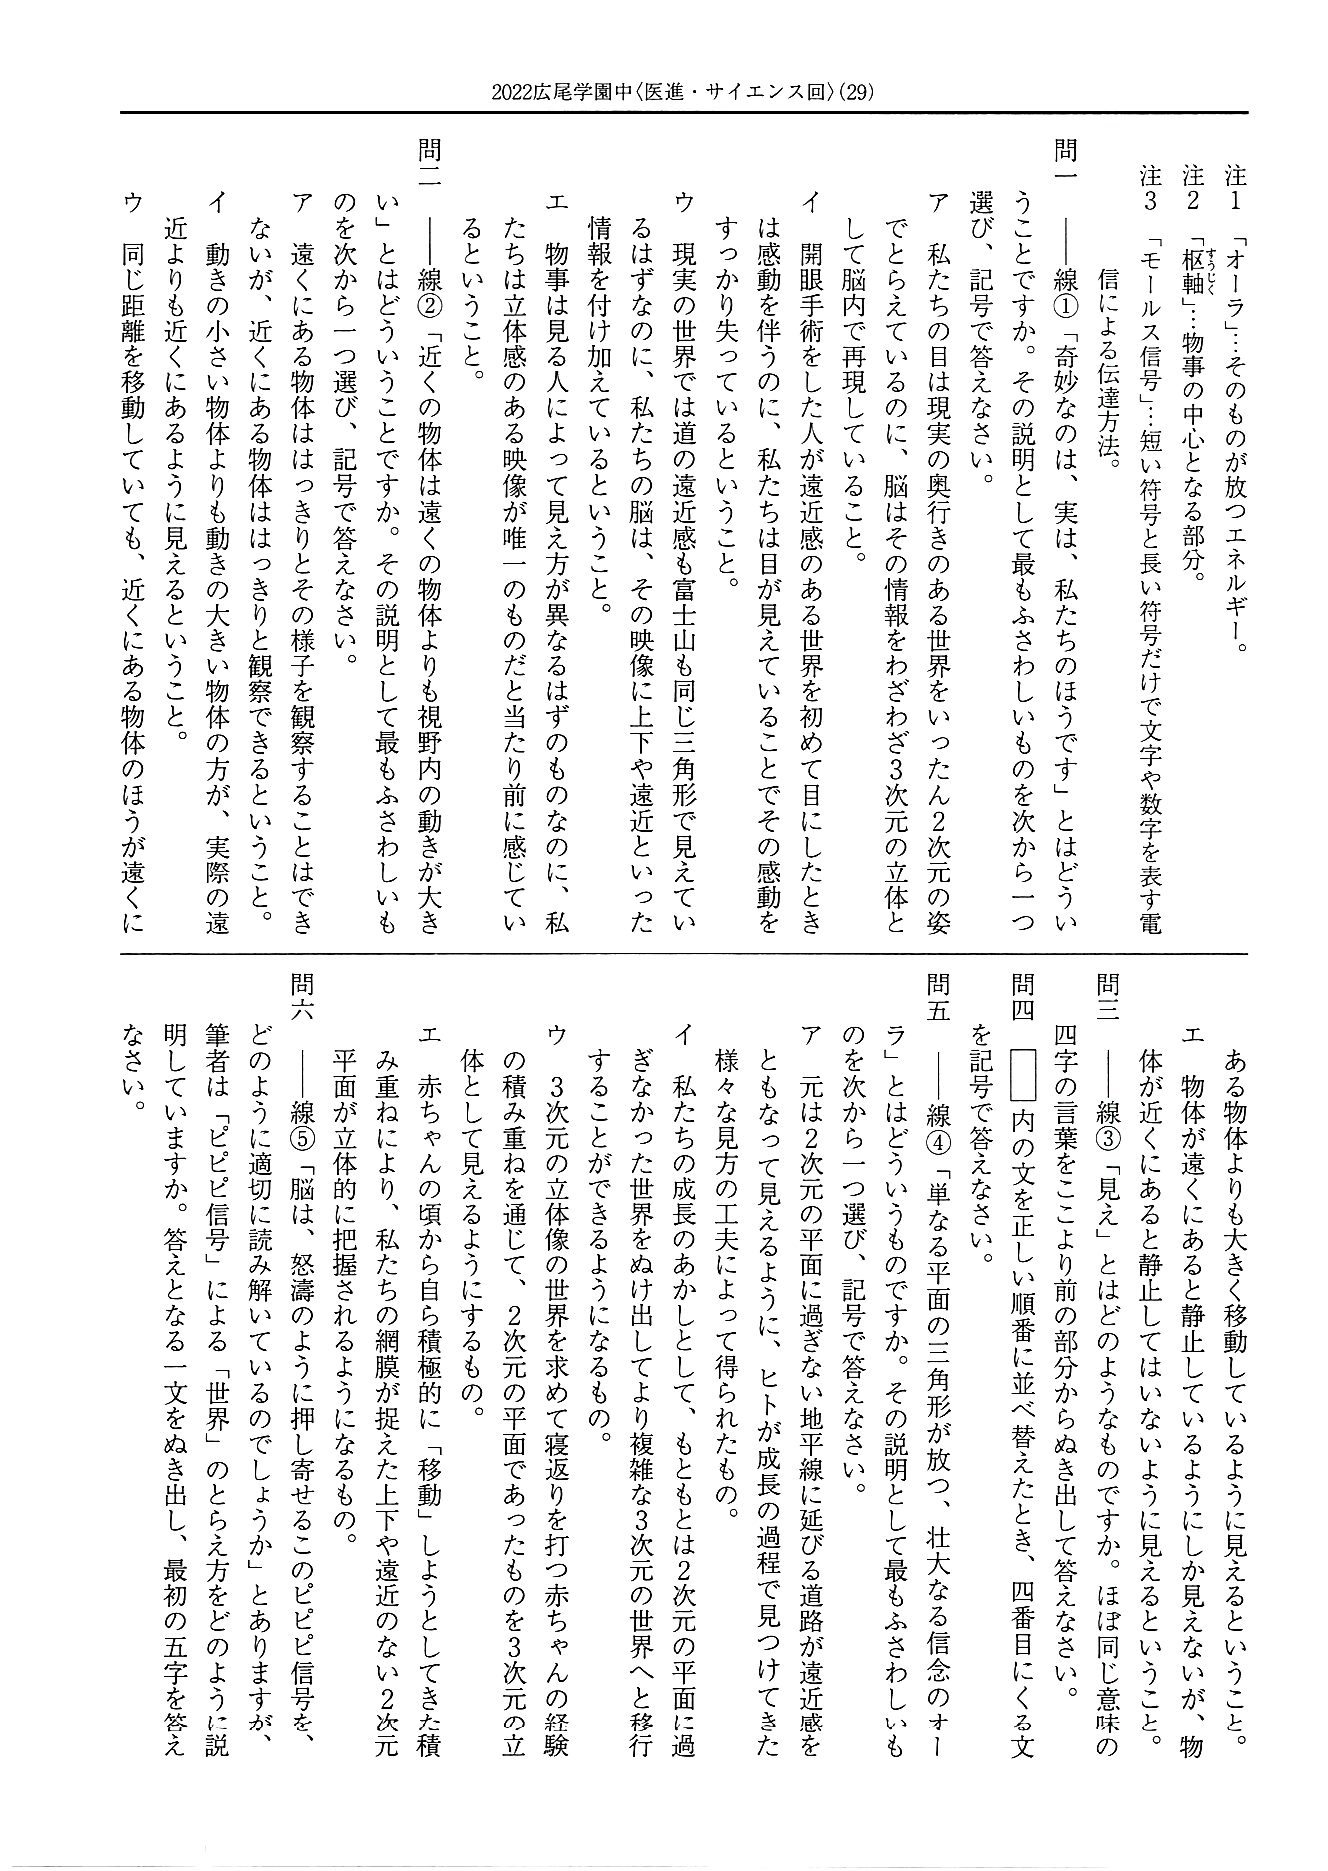 2022広尾学園中〈医進・サイエンス回〉(29)
注1 「オーラ」…そのものが放つエネルギー。
注2 「枢軸」…物事の中心となる部分。
すうじく
注3 「モールス信号」…短い符号と長い符号だけで文字や数字を表す電
信による伝達方法。
問一 ――線①「奇妙なのは、実は、私たちのほうです」とはどうい
うことですか。その説明として最もふさわしいものを次から一つ
選び、記号で答えなさい。
ア 私たちの目は現実の奥行きのある世界をいったん2次元の姿
でとらえているのに、脳はその情報をわざわざ3次元の立体と
して脳内で再現していること。
イ 開眼手術をした人が遠近感のある世界を初めて目にしたとき
は感動を伴うのに、私たちは目が見えていることでその感動を
すっかり失っているということ。
ウ 現実の世界では道の遠近感も富士山も同じ三角形で見えてい
るはずなのに、私たちの脳は、その映像に上下や遠近といった
情報を付け加えているということ。
エ 物事は見る人によって見え方が異なるはずのものなのに、私
たちは立体感のある映像が唯一のものだと当たり前に感じてい
るということ。
問二 ――線②「近くの物体は遠くの物体よりも視野内の動きが大き
い」とはどういうことですか。その説明として最もふさわしいも
のを次から一つ選び、記号で答えなさい。
ア 遠くにある物体ははっきりとその様子を観察することはでき
ないが、近くにある物体ははっきりと観察できるということ。
イ 動きの小さい物体よりも動きの大きい物体の方が、実際の遠
近よりも近くにあるように見えるということ。
ウ 同じ距離を移動していても、近くにある物体のほうが遠くに
ある物体よりも大きく移動しているように見えるということ。
エ 物体が遠くにあると静止しているようにしか見えないが、物
体が近くにあると静止してはいないように見えるということ。
問三 ――線③「見え」とはどのようなものですか。ほぼ同じ意味の
四字の言葉をここより前の部分からぬき出して答えなさい。
問四 □内の文を正しい順番に並べ替えたとき、四番目にくる文
を記号で答えなさい。
問五 ――線④「単なる平面の三角形が放つ、壮大なる信念のオー
ラ」とはどういうものですか。その説明として最もふさわしいも
のを次から一つ選び、記号で答えなさい。
ア 元は2次元の平面に過ぎない地平線に延びる道路が遠近感を
ともなって見えるように、ヒトが成長の過程で見つけてきた
様々な見方の工夫によって得られたもの。
イ 私たちの成長のあかしとして、もともとは2次元の平面に過
ぎなかった世界をぬけ出してより複雑な3次元の世界へと移行
することができるようになるもの。
ウ 3次元の立体像の世界を求めて寝返りを打つ赤ちゃんの経験
の積み重ねを通じて、2次元の平面であったものを3次元の立
体として見えるようにするもの。
エ 赤ちゃんの頃から自ら積極的に「移動」しようとしてきた積
み重ねにより、私たちの網膜が捉えた上下や遠近のない2次元
平面が立体的に把握されるようになるもの。
問六 ――線⑤「脳は、怒濤のように押し寄せるこのピピピ信号を、
どのように適切に読み解いているのでしょうか」とありますが、
筆者は「ピピピ信号」による「世界」のとらえ方をどのように説
明していますか。答えとなる一文をぬき出し、最初の五字を答え
なさい。